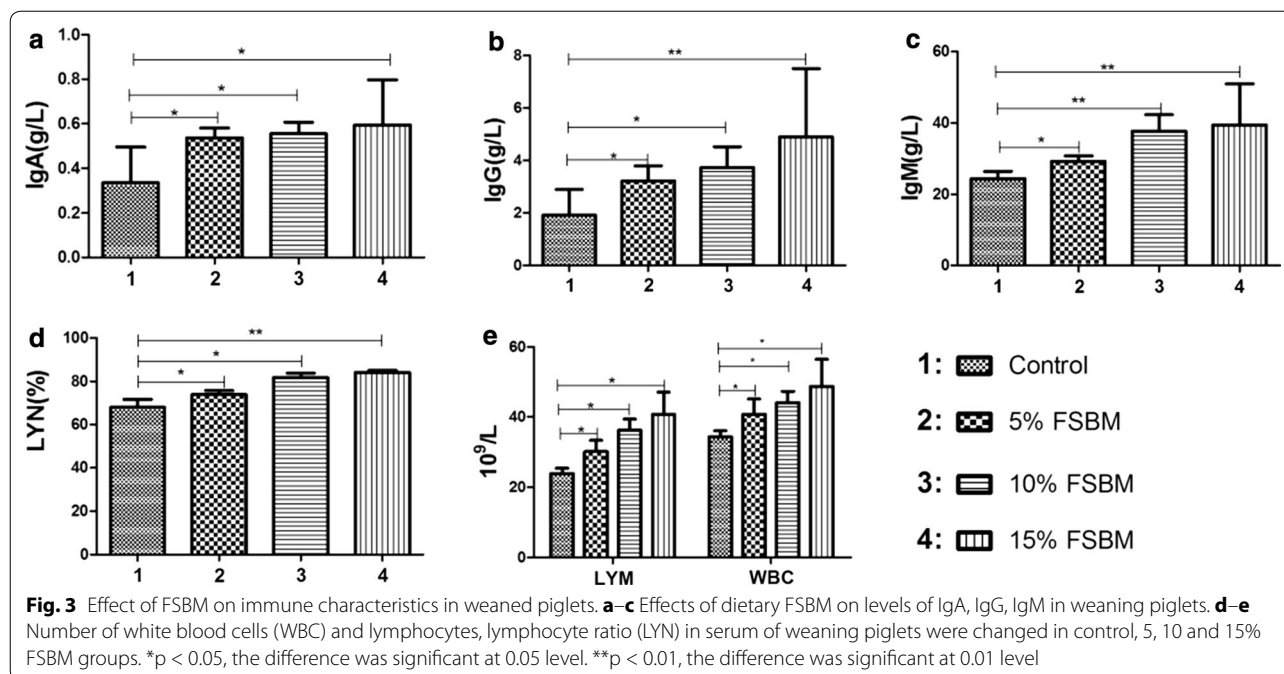 a
*
*
*
IgA(g/L)
1.0
0.8
0.6
0.4
0.2
0.0
1 2 3 4
b
**
*
*
IgG(g/L)
8
6
4
2
0
1 2 3 4
c
**
**
*
IgM(g/L)
60
40
20
0
1 2 3 4
d
**
*
*
LYN(%)
100
80
60
40
20
0
1 2 3 4
e
* *
* *
* *
10⁹/L
60
40
20
0
LYM WBC
1: Control
2: 5% FSBM
3: 10% FSBM
4: 15% FSBM
Fig. 3 Effect of FSBM on immune characteristics in weaned piglets. a–c Effects of dietary FSBM on levels of IgA, IgG, IgM in weaning piglets. d–e
Number of white blood cells (WBC) and lymphocytes, lymphocyte ratio (LYN) in serum of weaning piglets were changed in control, 5, 10 and 15%
FSBM groups. *p < 0.05, the difference was significant at 0.05 level. **p < 0.01, the difference was significant at 0.01 level